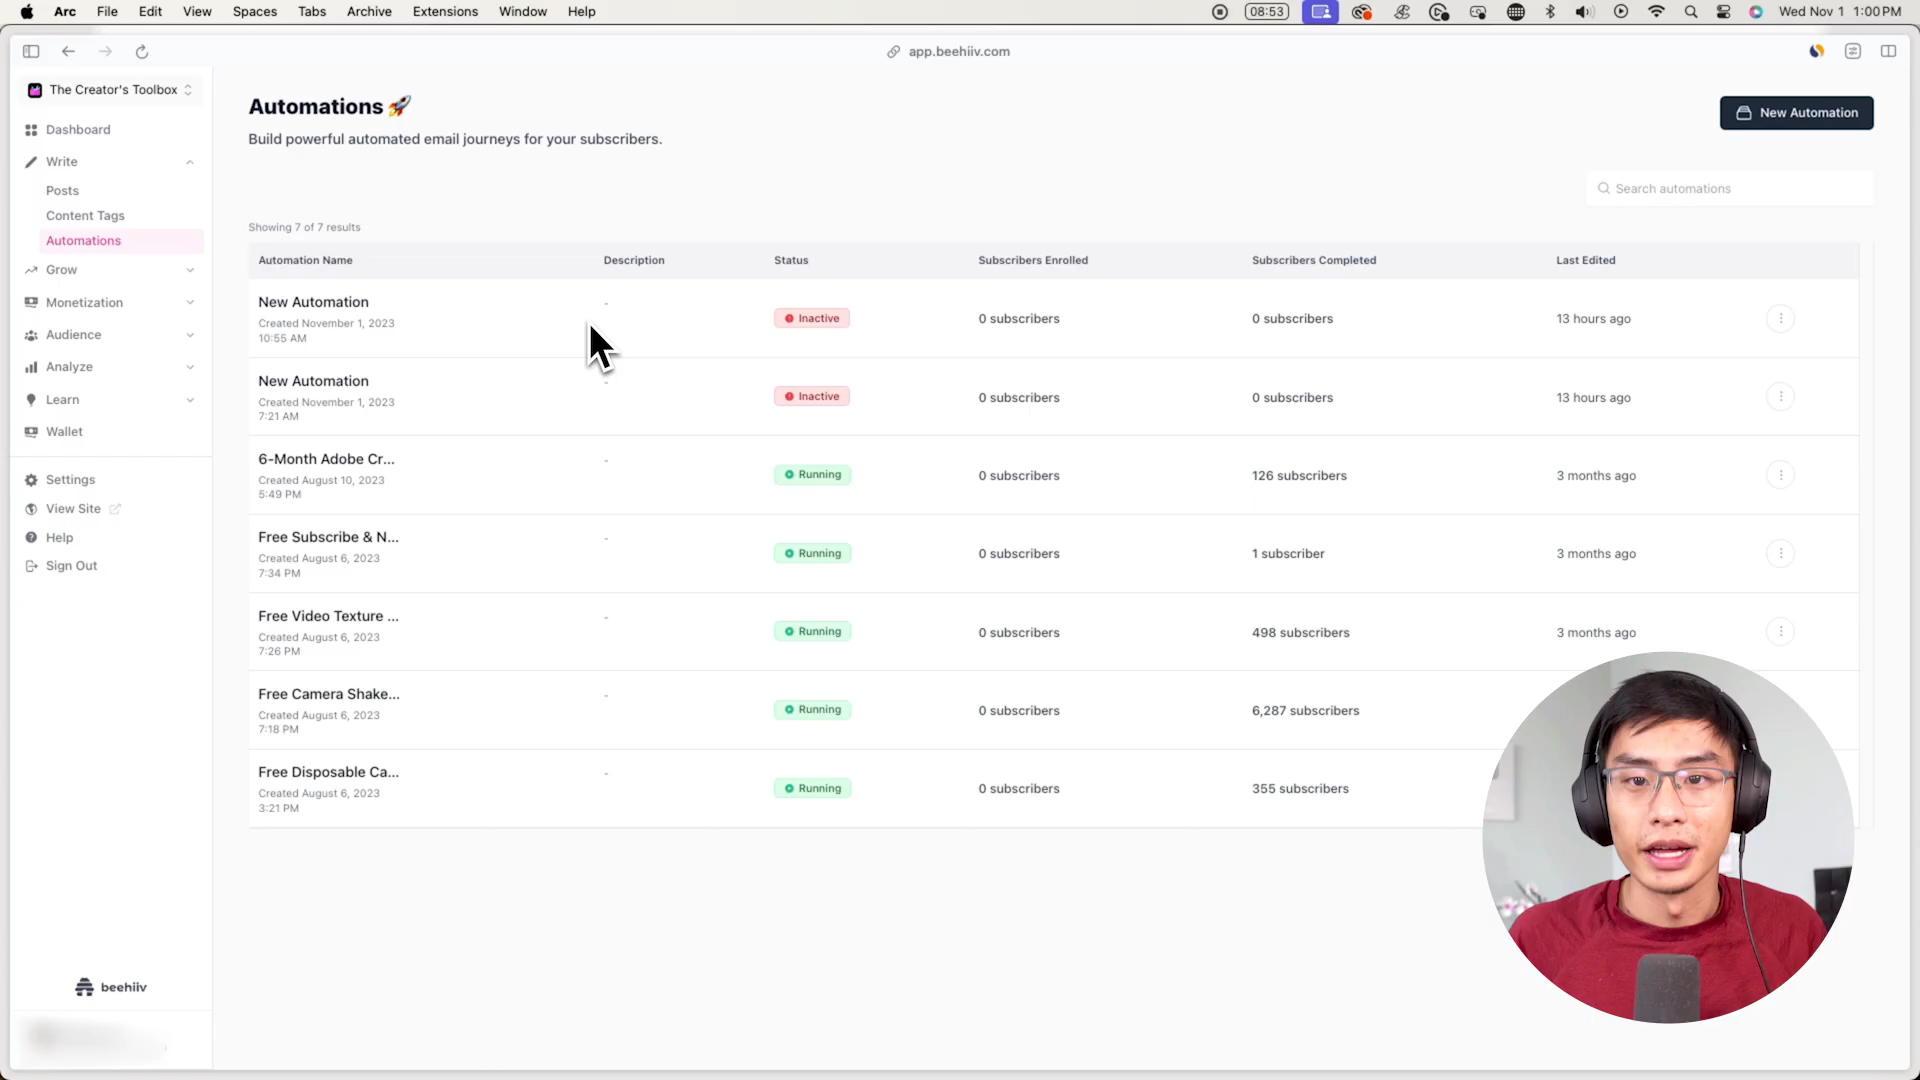 Arc File Edit View Spaces Tabs Archive Extensions Window Help 08:53 Wed Nov 1 1:00 PM
app.beehiiv.com
The Creator's Toolbox
Dashboard
Write
Posts
Content Tags
Automations
Grow
Monetization
Audience
Analyze
Learn
Wallet
Settings
View Site
Help
Sign Out
beehiiv
Automations 🚀
New Automation
Build powerful automated email journeys for your subscribers.
Search automations
Showing 7 of 7 results
Automation Name Description Status Subscribers Enrolled Subscribers Completed Last Edited
New Automation - Inactive 0 subscribers 0 subscribers 13 hours ago
Created November 1, 2023
10:55 AM
New Automation - Inactive 0 subscribers 0 subscribers 13 hours ago
Created November 1, 2023
7:21 AM
6-Month Adobe Cr... - Running 0 subscribers 126 subscribers 3 months ago
Created August 10, 2023
5:49 PM
Free Subscribe & N... - Running 0 subscribers 1 subscriber 3 months ago
Created August 6, 2023
7:34 PM
Free Video Texture ... - Running 0 subscribers 498 subscribers 3 months ago
Created August 6, 2023
7:26 PM
Free Camera Shake... - Running 0 subscribers 6,287 subscribers
Created August 6, 2023
7:18 PM
Free Disposable Ca... - Running 0 subscribers 355 subscribers
Created August 6, 2023
3:21 PM